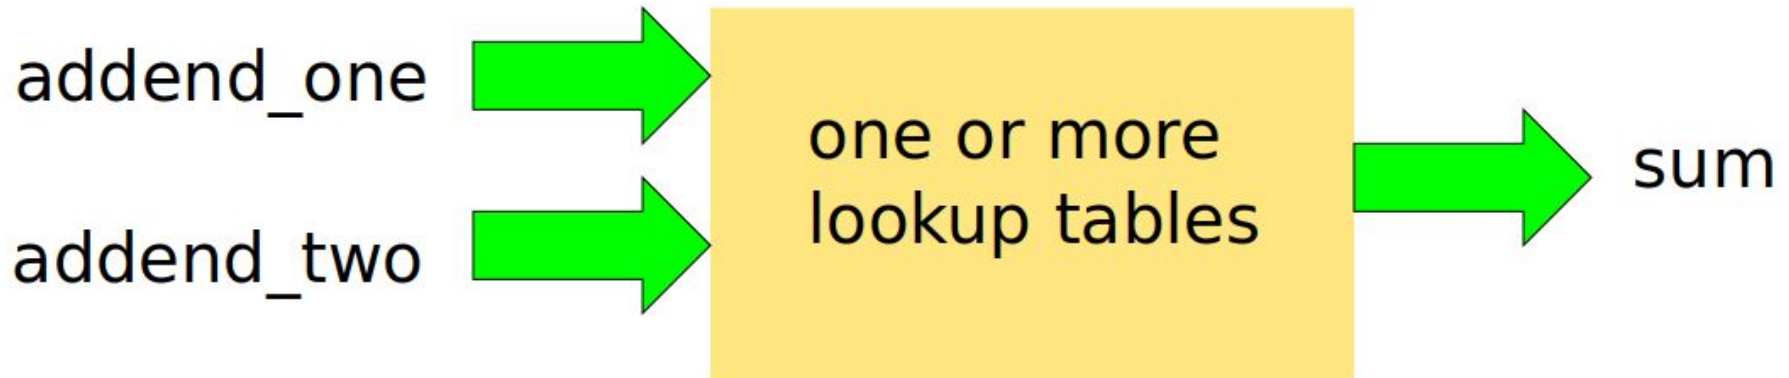 addend_one
addend_two
one or more
lookup tables
sum